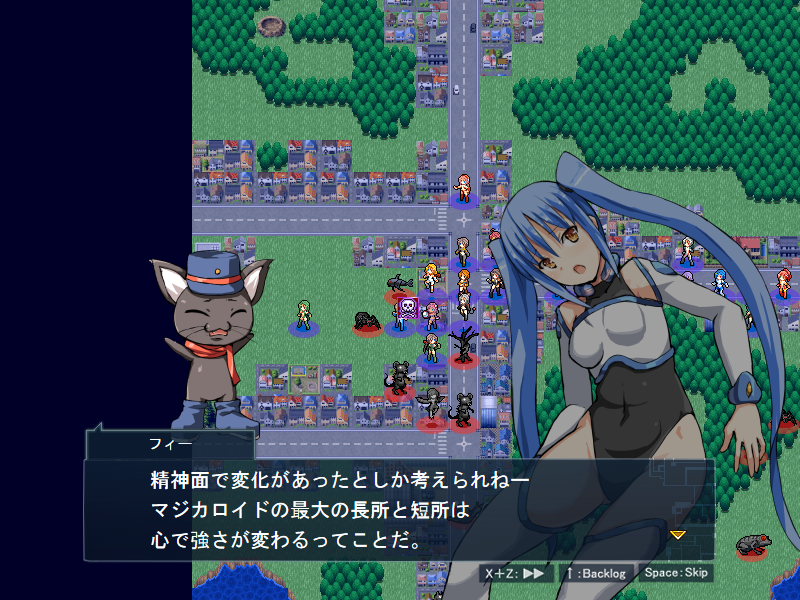 フィー
精神面で変化があったとしか考えられねー
マジカロイドの最大の長所と短所は
心で強さが変わるってことだ。
X+Z: ▶▶ ↑:Backlog Space:Skip